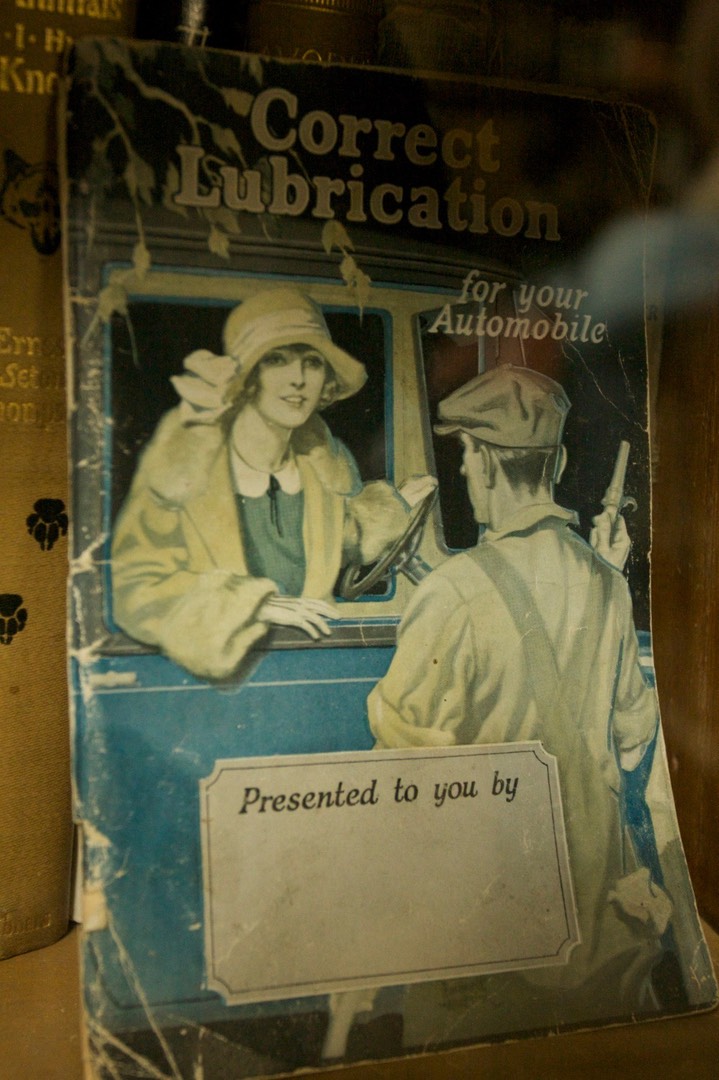 Correct
Lubrication
for your
Automobile
Presented to you by